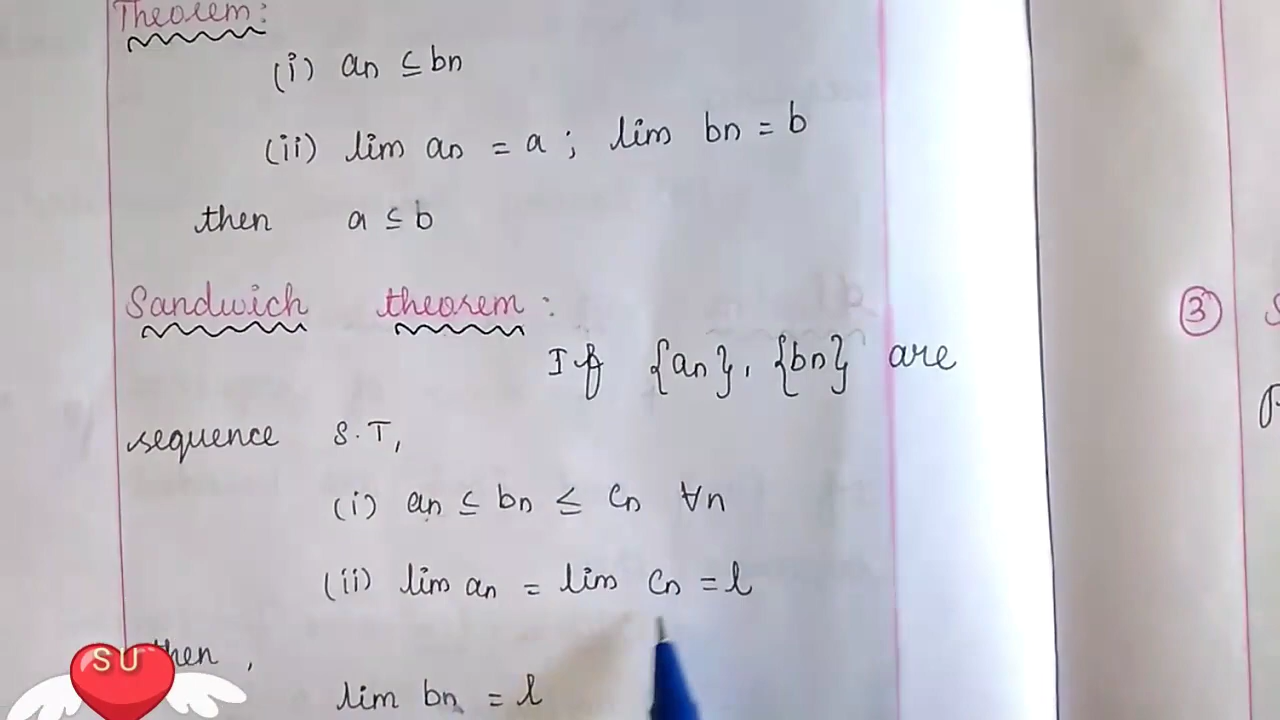 Theorem:
(i) an ≤ bn
(ii) lim an = a ; lim bn = b
then a ≤ b
Sandwich theorem :
If {an}, {bn} are
sequence S.T,
(i) an ≤ bn ≤ cn ∀n
(ii) lim an = lim cn = l
then ,
lim bn = l
SU
3